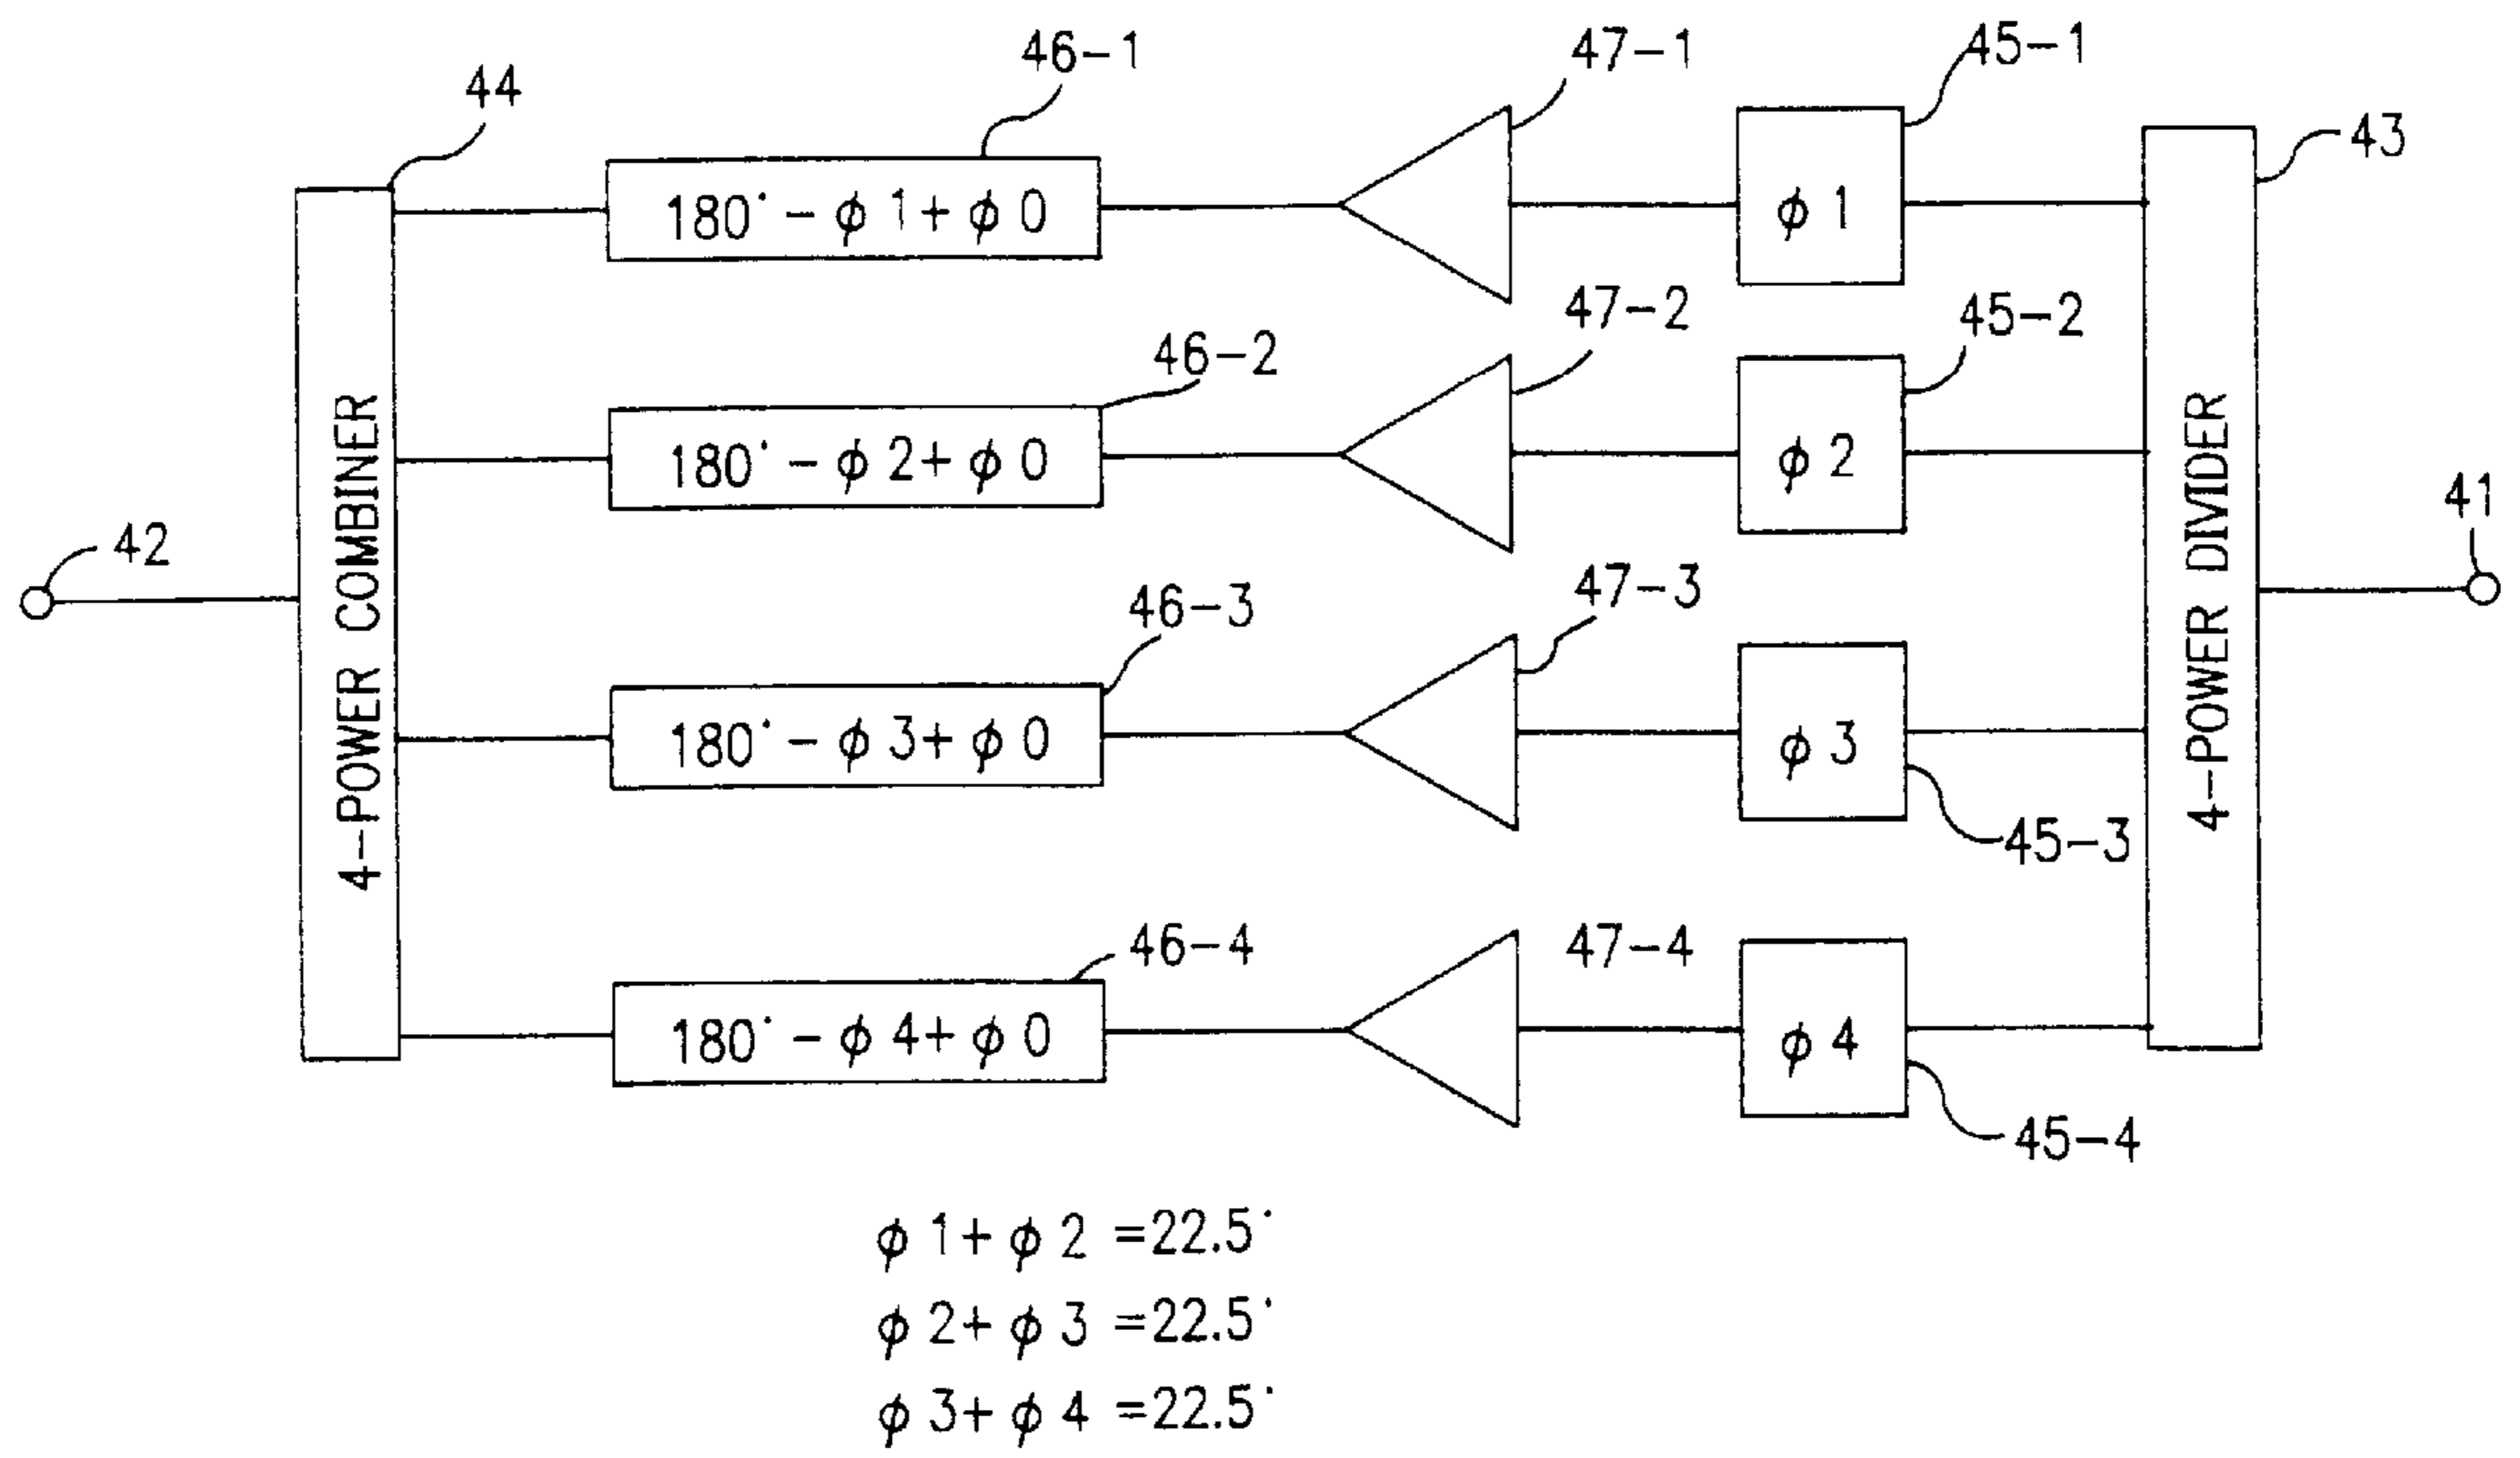 46-1
47-1
45-1
44
43
180° - ϕ 1 + ϕ 0
ϕ 1
47-2
45-2
46-2
180° - ϕ 2 + ϕ 0
ϕ 2
41
42
4-POWER COMBINER
4-POWER DIVIDER
46-3
47-3
180° - ϕ 3 + ϕ 0
ϕ 3
45-3
46-4
47-4
180° - ϕ 4 + ϕ 0
ϕ 4
45-4
ϕ 1 + ϕ 2 =22.5°
ϕ 2 + ϕ 3 =22.5°
ϕ 3 + ϕ 4 =22.5°